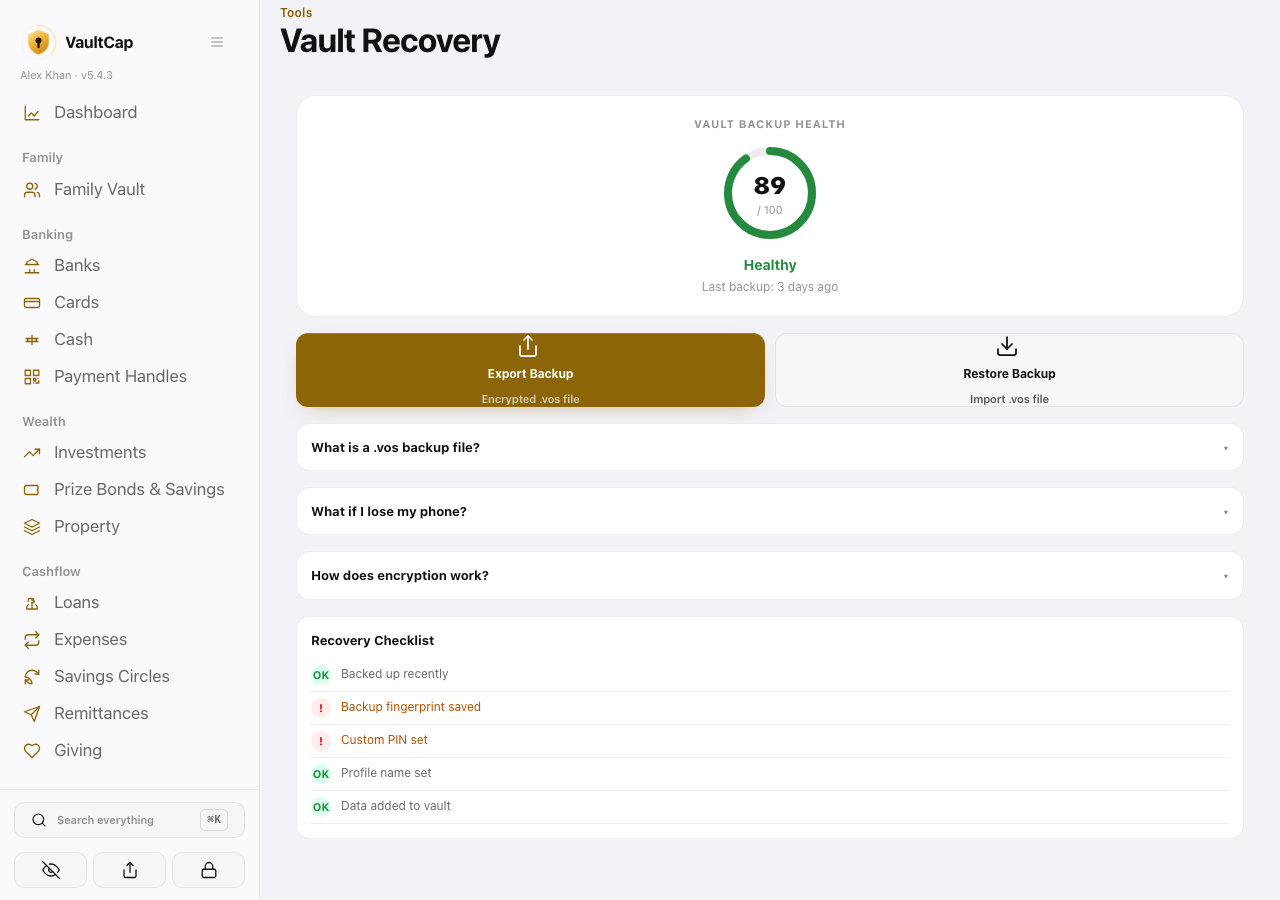 VaultCap
Alex Khan · v5.4.3
Dashboard
Family
Family Vault
Banking
Banks
Cards
Cash
Payment Handles
Wealth
Investments
Prize Bonds & Savings
Property
Cashflow
Loans
Expenses
Savings Circles
Remittances
Giving
Search everything
⌘K
Tools
Vault Recovery
VAULT BACKUP HEALTH
89
/ 100
Healthy
Last backup: 3 days ago
Export Backup
Encrypted .vos file
Restore Backup
Import .vos file
What is a .vos backup file?
What if I lose my phone?
How does encryption work?
Recovery Checklist
OK Backed up recently
! Backup fingerprint saved
! Custom PIN set
OK Profile name set
OK Data added to vault